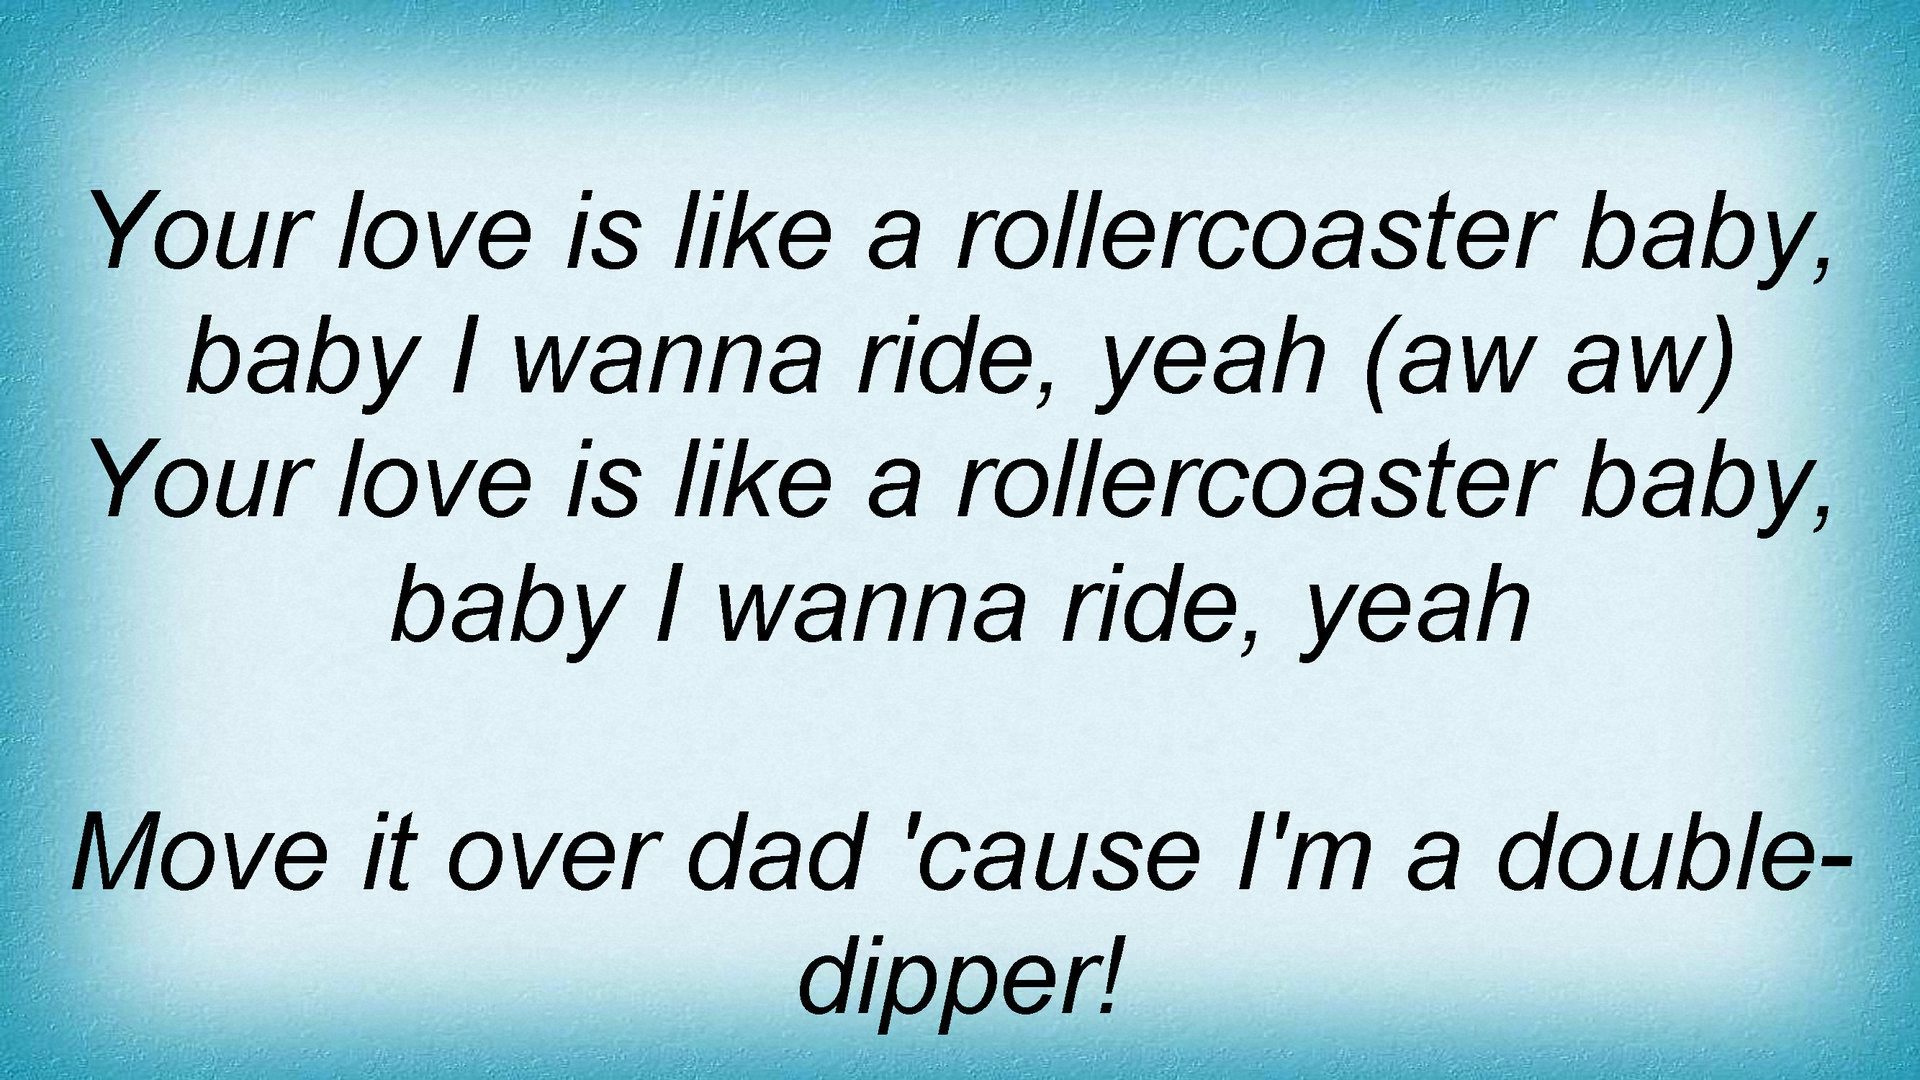 Your love is like a rollercoaster baby,
baby I wanna ride, yeah (aw aw)
Your love is like a rollercoaster baby,
baby I wanna ride, yeah
Move it over dad 'cause I'm a double-
dipper!